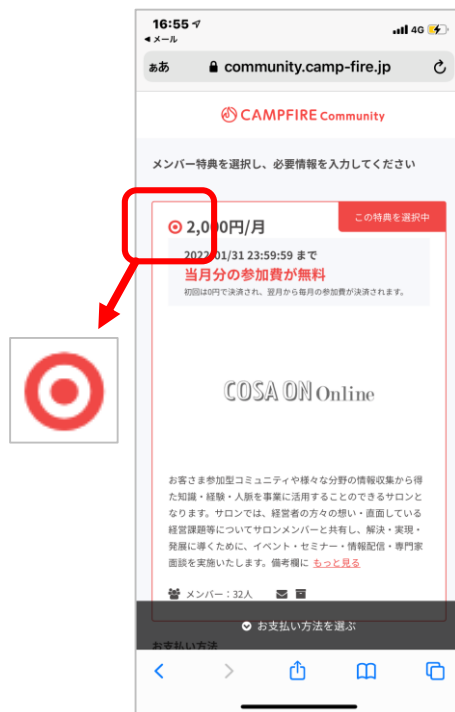 16:55
4G
◀ メール
ぁあ community.camp-fire.jp
CAMPFIRE Community
メンバー特典を選択し、必要情報を入力してください
この特典を選択中
2,000円/月
2022/01/31 23:59:59 まで
当月分の参加費が無料
初回は0円で決済され、翌月から毎月の参加費が決済されます。
COSA ON Online
お客さま参加型コミュニティや様々な分野の情報収集から得
た知識・経験・人脈を事業に活用することのできるサロンと
なります。サロンでは、経営者の方々の想い・直面している
経営課題等についてサロンメンバーと共有し、解決・実現・
発展に導くために、イベント・セミナー・情報配信・専門家
面談を実施いたします。備考欄に もっと見る
メンバー：32人
お支払い方法を選ぶ
お支払い方法